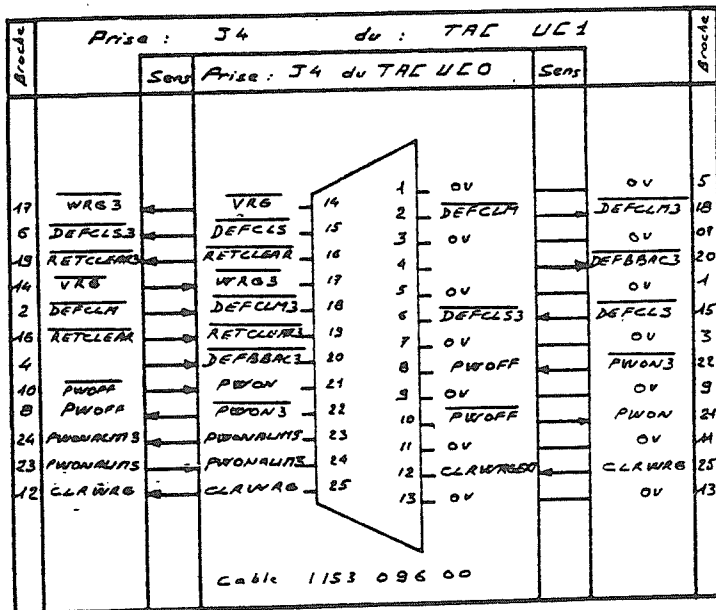 Broche Prise : J4 du : TAC UC1 Broche
Sens Prise : J4 du TAC UC0 Sens
1 0V 0V 5
17 WRG3 VRG 14
2 DEFCLM DEFCLM3 18
6 DEFCLS3 DEFCLS 15
3 0V 0V 07
19 RETCLEAR3 RETCLEAR 16
4 DEFBBAC3 20
14 VRG WRG3 17
5 0V 0V 1
2 DEFCLM DEFCLM3 18
6 DEFCLS3 DEFCLS 15
16 RETCLEAR RETCLEAR3 19
7 0V 0V 3
4 DEFBBAC3 20
8 PWOFF PWON3 22
10 PWOFF PWON 21
9 0V 0V 9
8 PWOFF PWON3 22
10 PWOFF PWON 21
24 PWONALIM3 PWONALIMS 23
11 0V 0V 11
23 PWONALIMS PWONALIM3 24
12 CLRWRGEXT CLRWRG 25
12 CLRWRG CLRWRG 25
13 0V 0V 13
Cable 1153 096 00